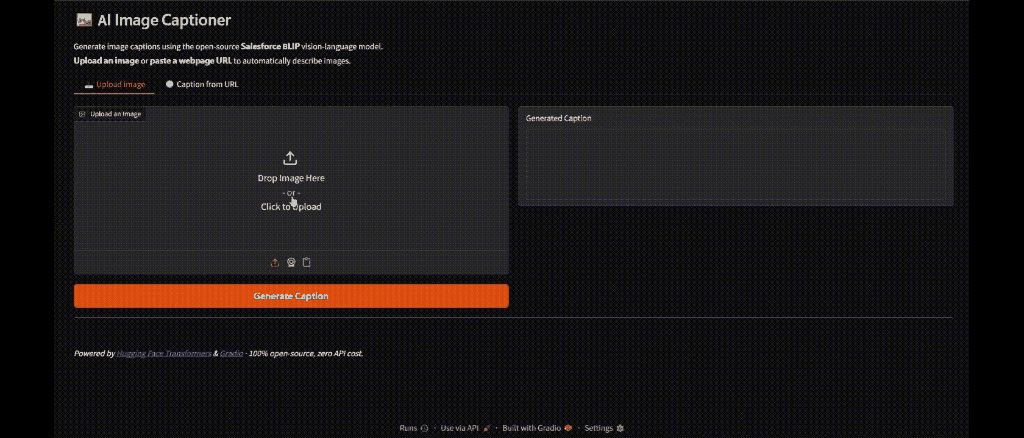 AI Image Captioner
Generate image captions using the open-source Salesforce BLIP vision-language model.
Upload an image or paste a webpage URL to automatically describe images.
Upload Image
Caption from URL
Upload an Image
Generated Caption
Drop Image Here
- or -
Click to Upload
Generate Caption
Powered by Hugging Face Transformers & Gradio - 100% open-source, zero API cost.
Runs · Use via API · Built with Gradio · Settings